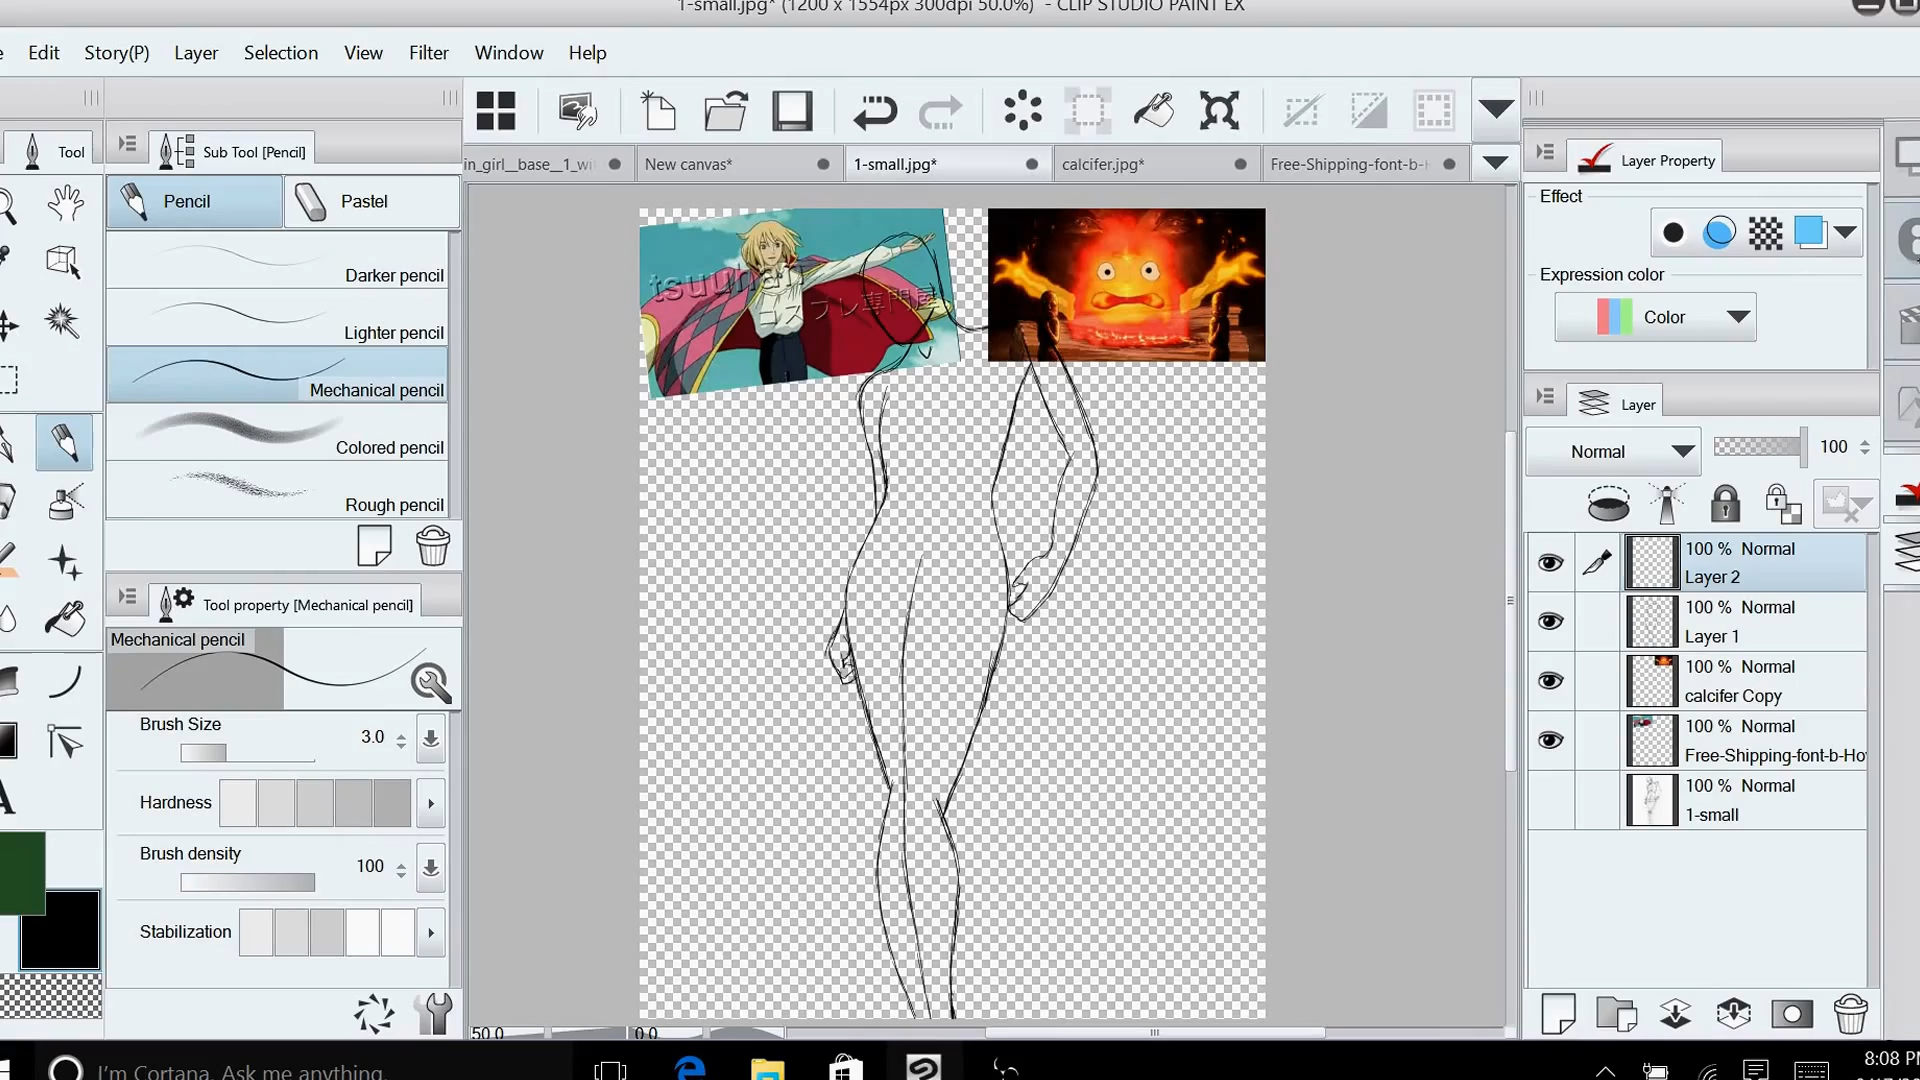 1-small.jpg* (1200 x 1554px 300dpi 50.0%) - CLIP STUDIO PAINT EX
Edit Story(P) Layer Selection View Filter Window Help
Tool
Sub Tool [Pencil]
in_girl__base__1_wi
New canvas*
1-small.jpg*
calcifer.jpg*
Free-Shipping-font-b-
Layer Property
Pencil
Pastel
Effect
Darker pencil
Expression color
Lighter pencil
Color
Mechanical pencil
Colored pencil
Rough pencil
tsuuha
コスプレ専門屋
Layer
Normal
100
100 % Normal
Layer 2
100 % Normal
Layer 1
100 % Normal
calcifer Copy
100 % Normal
Free-Shipping-font-b-Ho
100 % Normal
1-small
Tool property [Mechanical pencil]
Mechanical pencil
Brush Size 3.0
Hardness
Brush density 100
Stabilization
A
50.0
0.0
I'm Cortana. Ask me anything.
8:08 PM